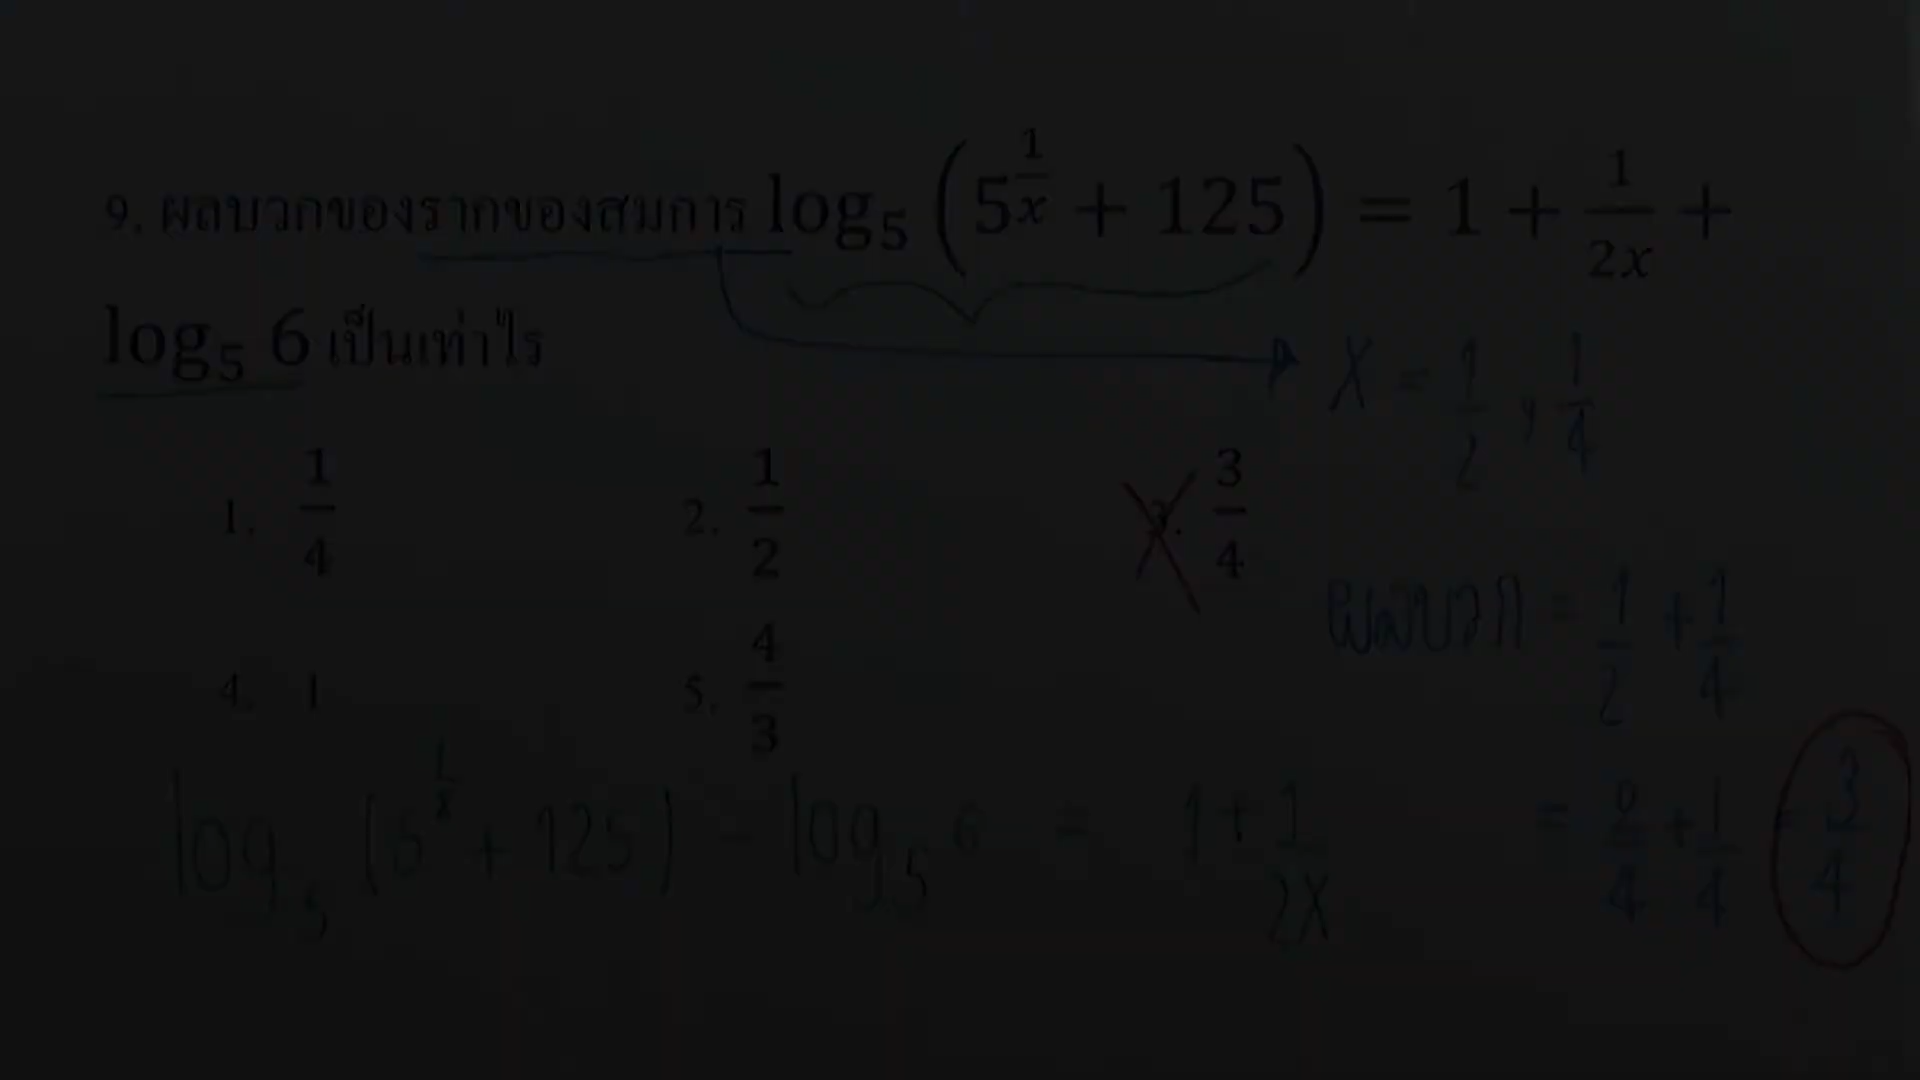 9. ผลบวกของรากของสมการ log₅ (5^(1/x) + 125) = 1 + 1/(2x) +
log₅ 6 เป็นเท่าไร
X = 1/2 , 1/4
1. 1/4 2. 1/2 3. 3/4
ผลบวก = 1/2 + 1/4
4. 1 5. 4/3
= 2/4 + 1/4 = 3/4
log₅ (5^(1/x) + 125) - log₅ 6 = 1 + 1/2X